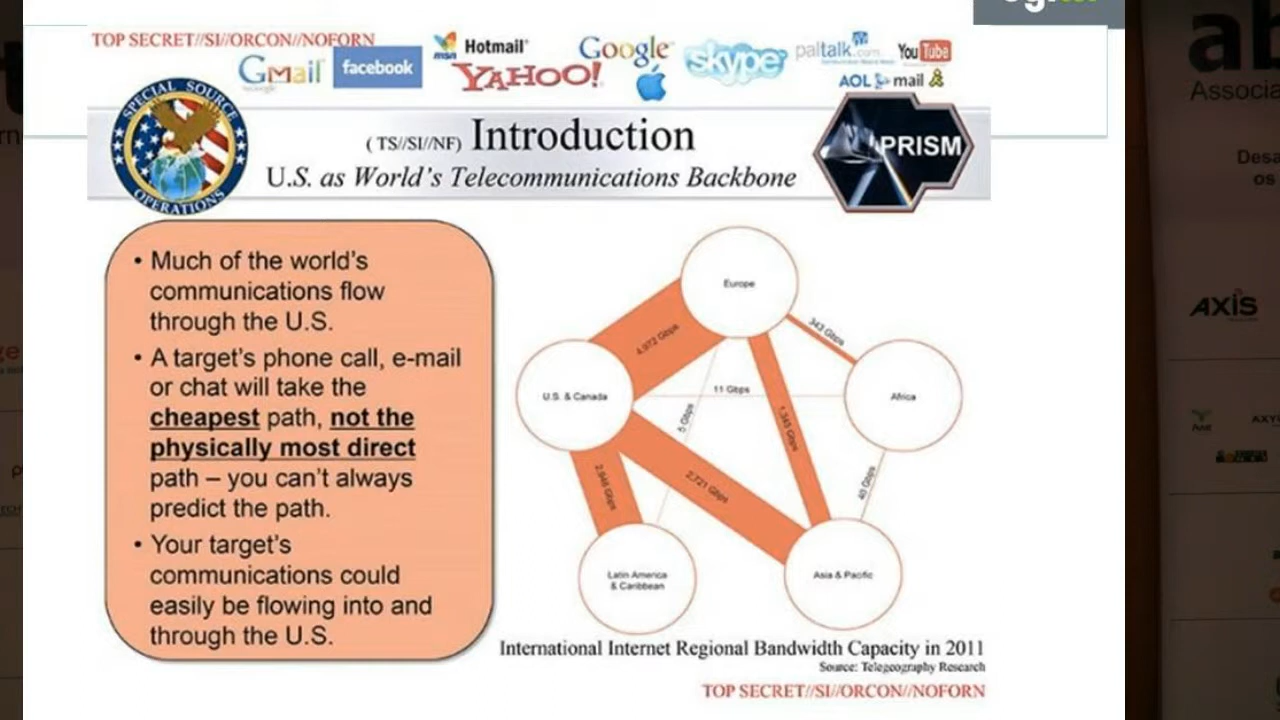 TOP SECRET//SI//ORCON//NOFORN
Gmail
facebook
msn Hotmail
YAHOO!
Google
skype
paltalk.com
YouTube
AOL mail
SPECIAL SOURCE OPERATIONS
(TS//SI//NF) Introduction
U.S. as World's Telecommunications Backbone
PRISM
• Much of the world's
communications flow
through the U.S.
• A target's phone call, e-mail
or chat will take the
cheapest path, not the
physically most direct
path – you can't always
predict the path.
• Your target's
communications could
easily be flowing into and
through the U.S.
Europe
4,972 Gbps
343 Gbps
U.S. & Canada
11 Gbps
Africa
5 Gbps
1,345 Gbps
2,946 Gbps
2,721 Gbps
40 Gbps
Latin America
& Caribbean
Asia & Pacific
International Internet Regional Bandwidth Capacity in 2011
Source: Telegeography Research
TOP SECRET//SI//ORCON//NOFORN
ab
Associa
Desa
os
AXIS
AXY